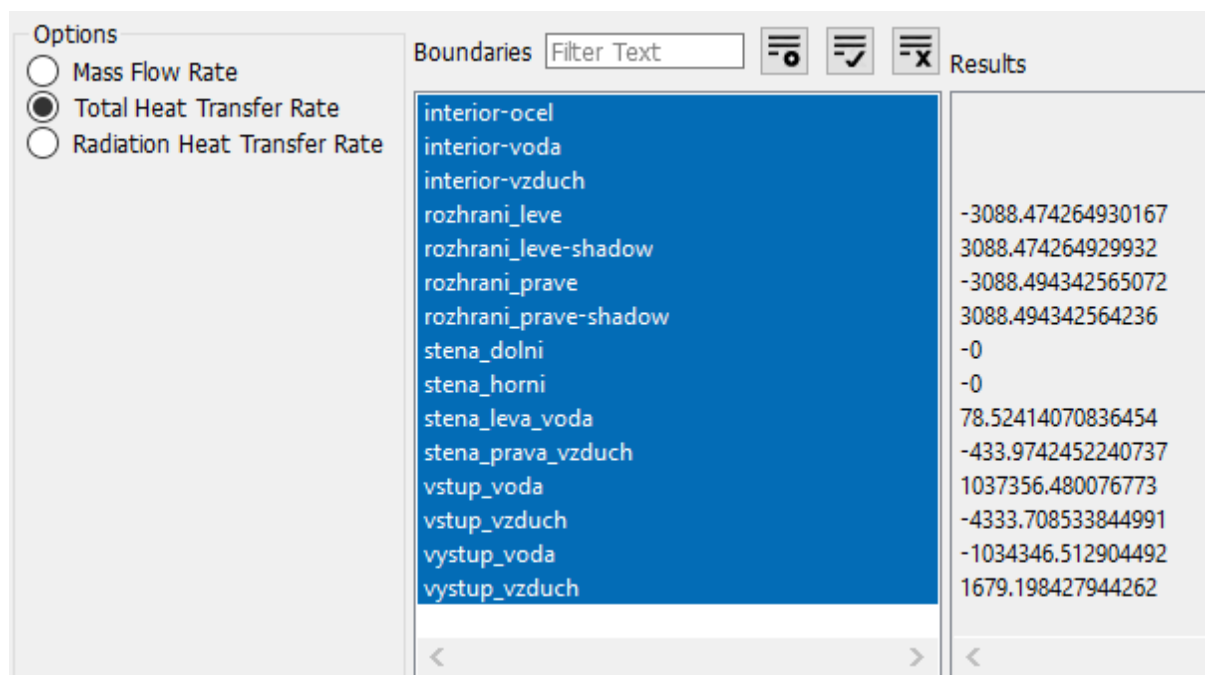 Options
Mass Flow Rate
Total Heat Transfer Rate
Radiation Heat Transfer Rate
Boundaries Filter Text
Results
interior-ocel
interior-voda
interior-vzduch
rozhrani_leve -3088.474264930167
rozhrani_leve-shadow 3088.474264929932
rozhrani_prave -3088.494342565072
rozhrani_prave-shadow 3088.494342564236
stena_dolni -0
stena_horni -0
stena_leva_voda 78.52414070836454
stena_prava_vzduch -433.9742452240737
vstup_voda 1037356.480076773
vstup_vzduch -4333.708533844991
vystup_voda -1034346.512904492
vystup_vzduch 1679.198427944262